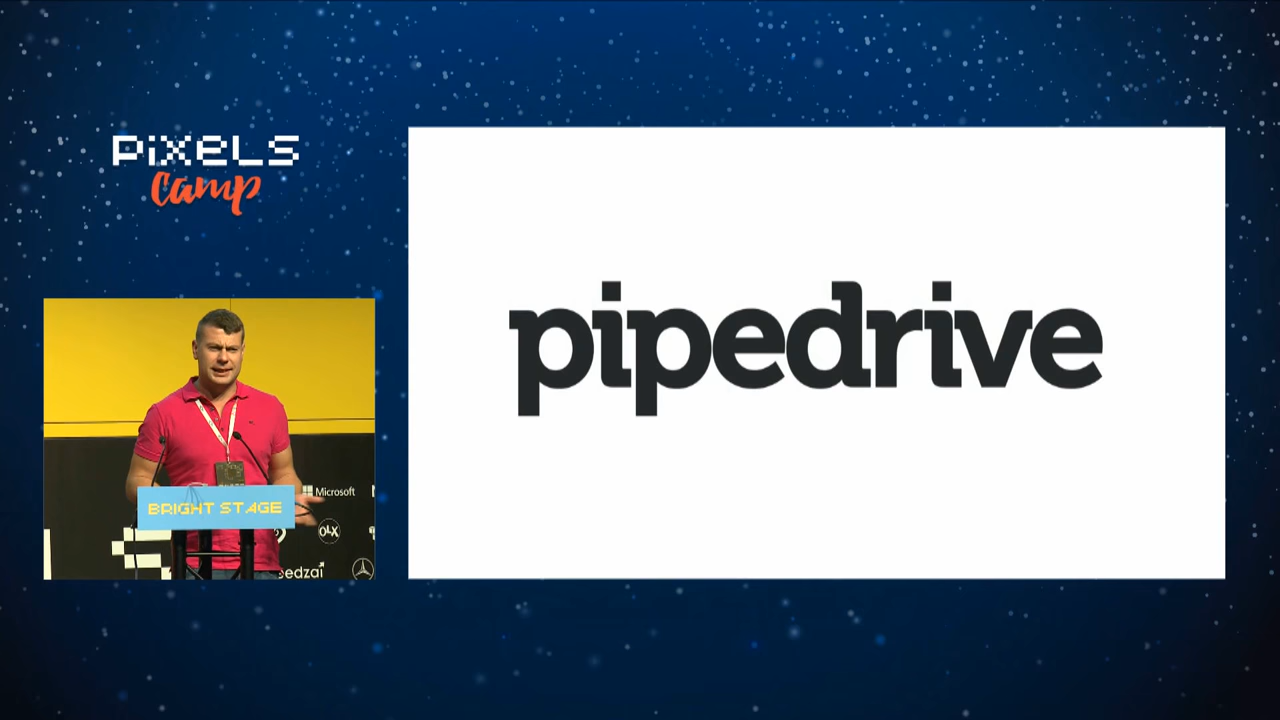 pixels
camp
pipedrive
Microsoft
BRIGHT STAGE
OLX
edzai